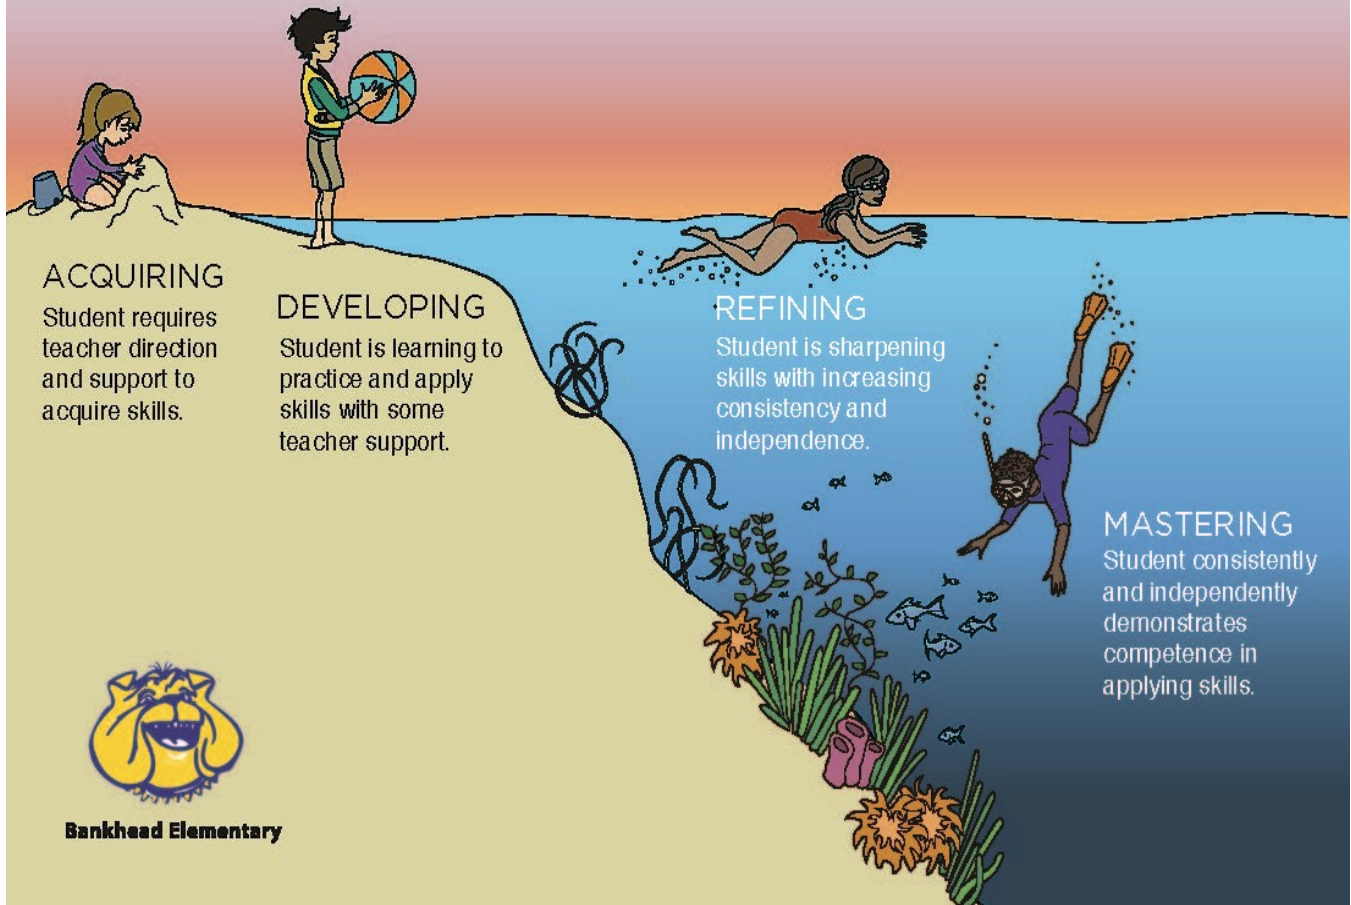 ACQUIRING
Student requires
teacher direction
and support to
acquire skills.
DEVELOPING
Student is learning to
practice and apply
skills with some
teacher support.
REFINING
Student is sharpening
skills with increasing
consistency and
independence.
MASTERING
Student consistently
and independently
demonstrates
competence in
applying skills.
Bankhead Elementary